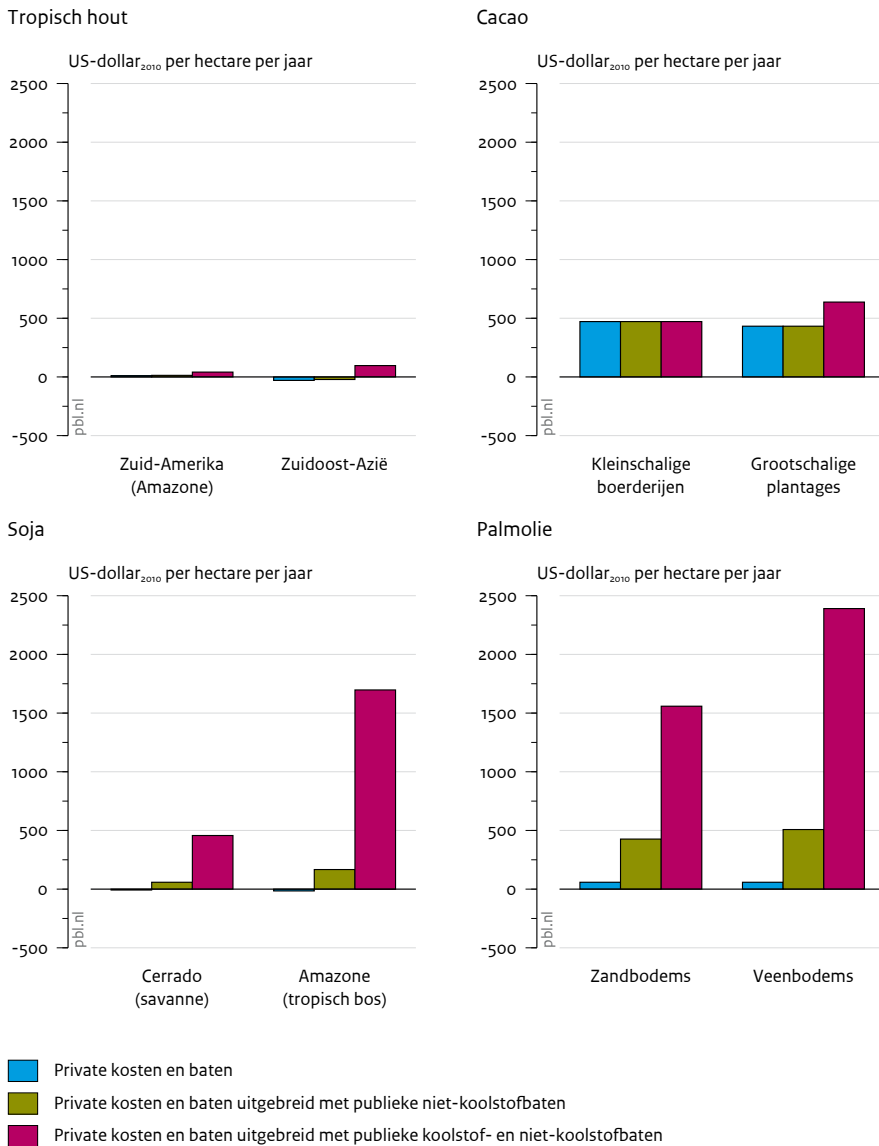 Tropisch hout
US-dollar₂₀₁₀ per hectare per jaar
2500
2000
1500
1000
500
0
-500
pbl.nl
Zuid-Amerika
(Amazone)
Zuidoost-Azië
Cacao
US-dollar₂₀₁₀ per hectare per jaar
2500
2000
1500
1000
500
0
-500
pbl.nl
Kleinschalige
boerderijen
Grootschalige
plantages
Soja
US-dollar₂₀₁₀ per hectare per jaar
2500
2000
1500
1000
500
0
-500
pbl.nl
Cerrado
(savanne)
Amazone
(tropisch bos)
Palmolie
US-dollar₂₀₁₀ per hectare per jaar
2500
2000
1500
1000
500
0
-500
pbl.nl
Zandbodems
Veenbodems
Private kosten en baten
Private kosten en baten uitgebreid met publieke niet-koolstofbaten
Private kosten en baten uitgebreid met publieke koolstof- en niet-koolstofbaten